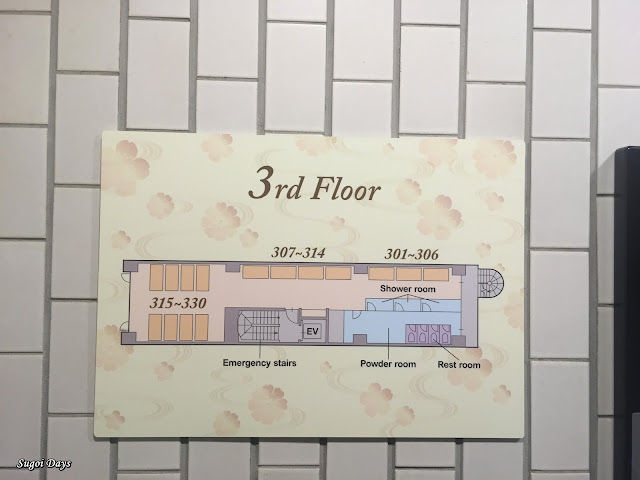 3rd Floor
307~314
301~306
Shower room
315~330
EV
Emergency stairs
Powder room
Rest room
Sugoi Days